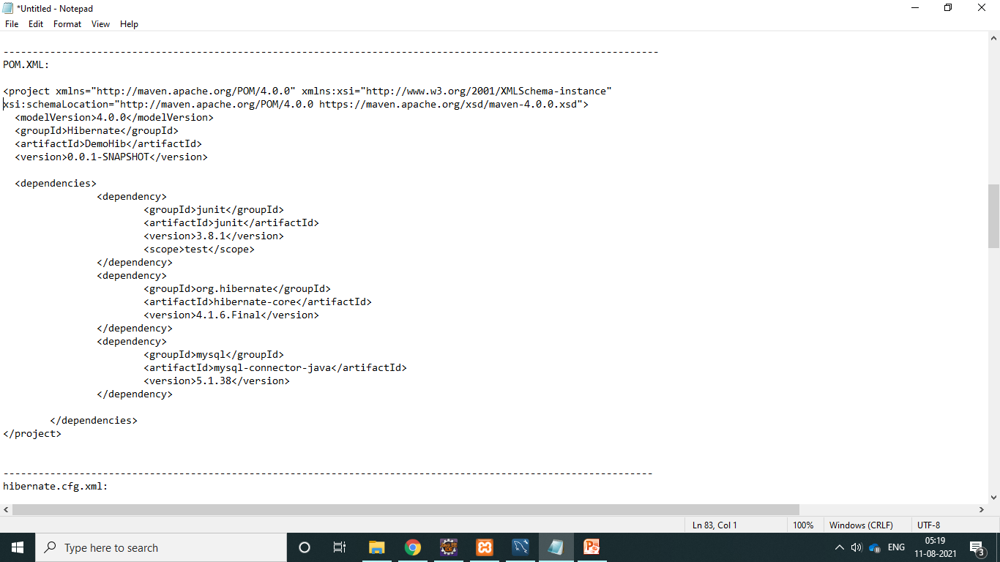 *Untitled - Notepad
File Edit Format View Help
----------------------------------------------------------------------------------------------------------------
POM.XML:
<project xmlns="http://maven.apache.org/POM/4.0.0" xmlns:xsi="http://www.w3.org/2001/XMLSchema-instance"
xsi:schemaLocation="http://maven.apache.org/POM/4.0.0 https://maven.apache.org/xsd/maven-4.0.0.xsd">
  <modelVersion>4.0.0</modelVersion>
  <groupId>Hibernate</groupId>
  <artifactId>DemoHib</artifactId>
  <version>0.0.1-SNAPSHOT</version>
  <dependencies>
		<dependency>
			<groupId>junit</groupId>
			<artifactId>junit</artifactId>
			<version>3.8.1</version>
			<scope>test</scope>
		</dependency>
		<dependency>
			<groupId>org.hibernate</groupId>
			<artifactId>hibernate-core</artifactId>
			<version>4.1.6.Final</version>
		</dependency>
		<dependency>
			<groupId>mysql</groupId>
			<artifactId>mysql-connector-java</artifactId>
			<version>5.1.38</version>
		</dependency>
	</dependencies>
</project>
---------------------------------------------------------------------------------------------------------------
hibernate.cfg.xml:
Ln 83, Col 1 100% Windows (CRLF) UTF-8
Type here to search
JAVA EE
IDE
ENG
05:19
11-08-2021
3